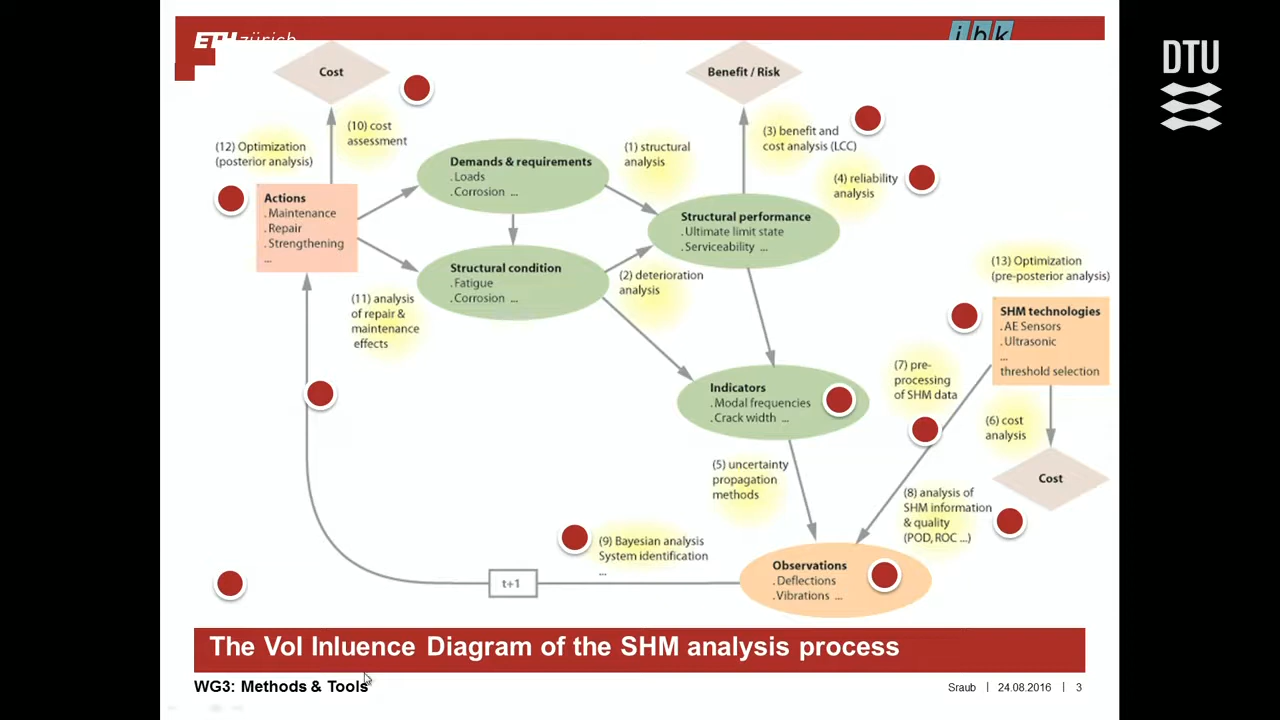 ETH zürich
ibk
DTU
Cost
(10) cost
assessment
(12) Optimization
(posterior analysis)
Actions
. Maintenance
. Repair
. Strengthening
...
Demands & requirements
. Loads
. Corrosion ...
(1) structural
analysis
Benefit / Risk
(3) benefit and
cost analysis (LCC)
(4) reliability
analysis
Structural performance
. Ultimate limit state
. Serviceability ...
Structural condition
. Fatigue
. Corrosion ...
(2) deterioration
analysis
(11) analysis
of repair &
maintenance
effects
(13) Optimization
(pre-posterior analysis)
SHM technologies
. AE Sensors
. Ultrasonic
...
threshold selection
Indicators
. Modal frequencies
. Crack width ...
(7) pre-
processing
of SHM data
(6) cost
analysis
Cost
(5) uncertainty
propagation
methods
(8) analysis of
SHM information
& quality
(POD, ROC ...)
(9) Bayesian analysis
System identification
...
t+1
Observations
. Deflections
. Vibrations ...
The VoI Inluence Diagram of the SHM analysis process
WG3: Methods & Tools
Sraub | 24.08.2016 | 3